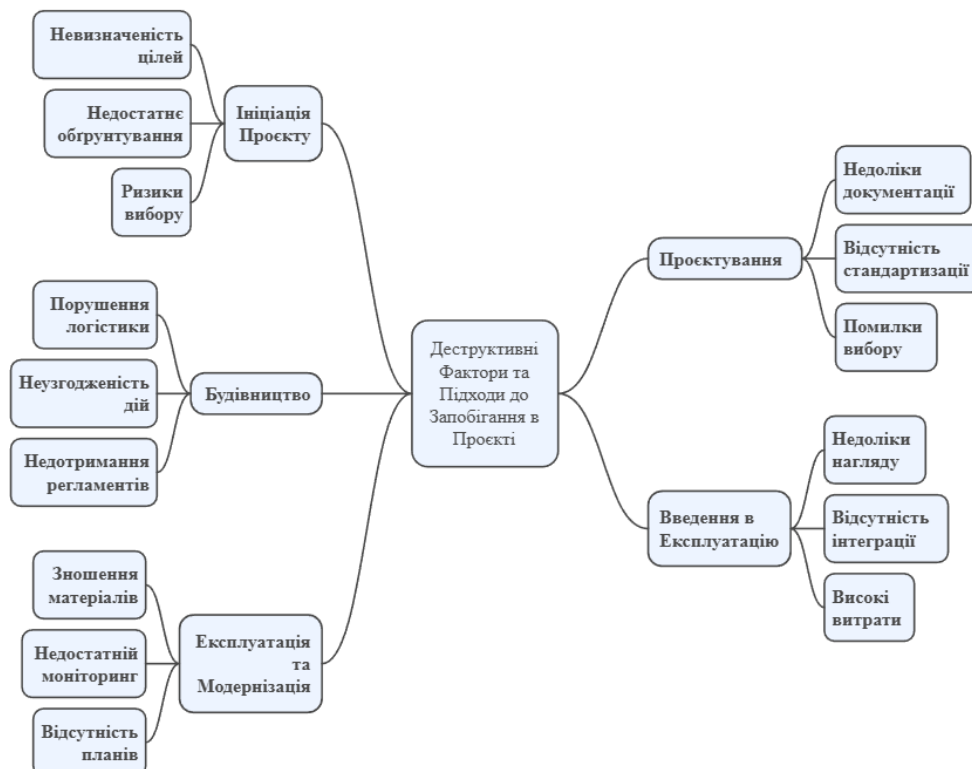 Невизначеність
цілей
Недостатнє
обґрунтування
Ризики
вибору
Ініціація
Проєкту
Порушення
логістики
Неузгодженість
дій
Недотримання
регламентів
Будівництво
Зношення
матеріалів
Недостатній
моніторинг
Відсутність
планів
Експлуатація
та
Модернізація
Деструктивні
Фактори та
Підходи до
Запобігання в
Проєкті
Проєктування
Недоліки
документації
Відсутність
стандартизації
Помилки
вибору
Введення в
Експлуатацію
Недоліки
нагляду
Відсутність
інтеграції
Високі
витрати